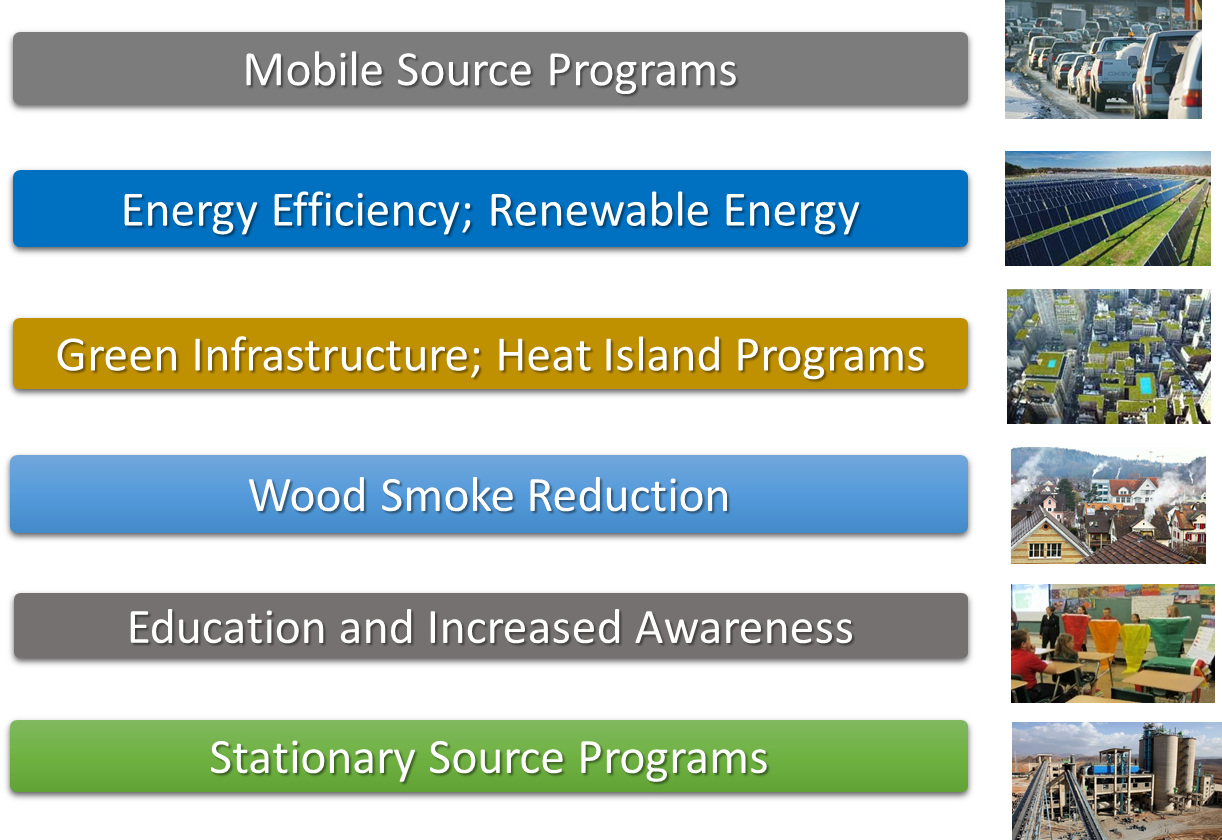 Mobile Source Programs
Energy Efficiency; Renewable Energy
Green Infrastructure; Heat Island Programs
Wood Smoke Reduction
Education and Increased Awareness
Stationary Source Programs